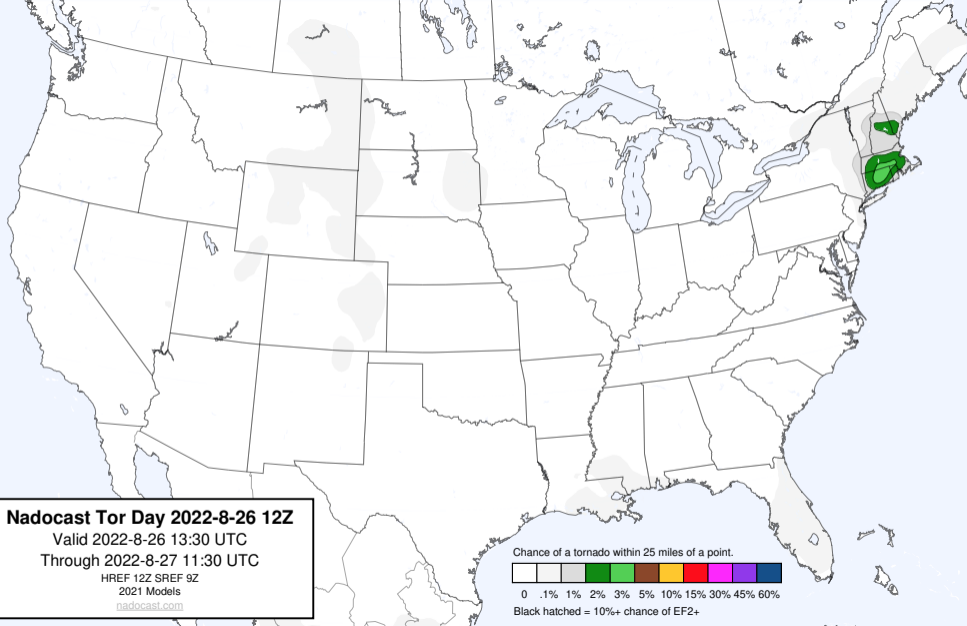 Nadocast Tor Day 2022-8-26 12Z
Valid 2022-8-26 13:30 UTC
Through 2022-8-27 11:30 UTC
HREF 12Z SREF 9Z
2021 Models
nadocast.com
Chance of a tornado within 25 miles of a point.
0 .1% 1% 2% 3% 5% 10% 15% 30% 45% 60%
Black hatched = 10%+ chance of EF2+